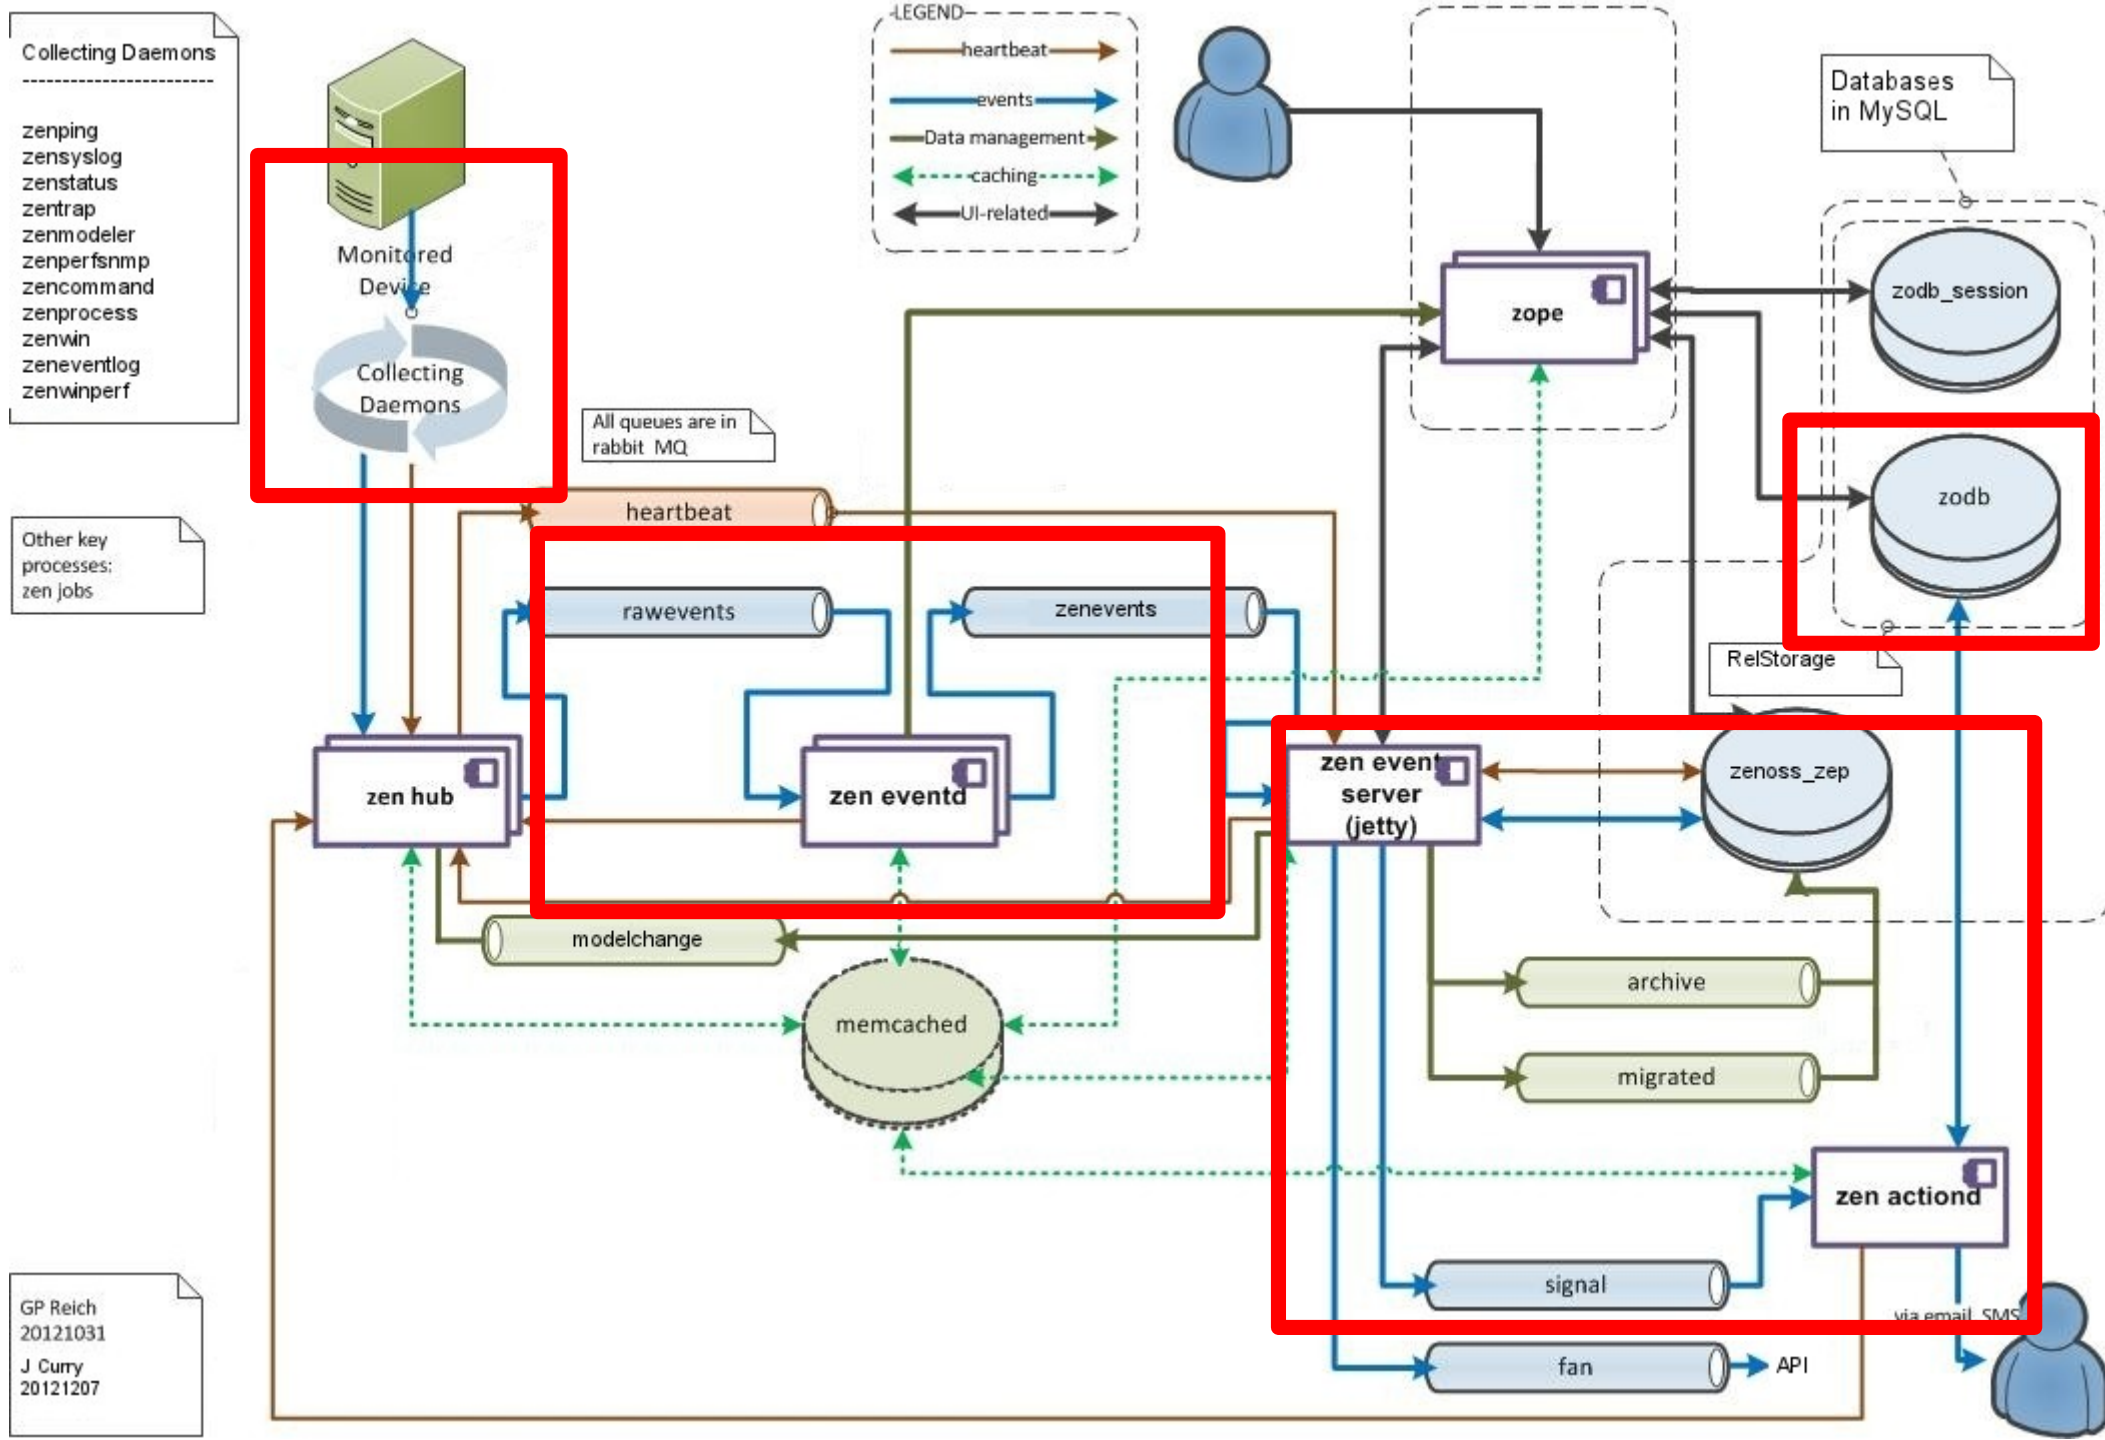 Collecting Daemons
------------------------
zenping
zensyslog
zenstatus
zentrap
zenmodeler
zenperfsnmp
zencommand
zenprocess
zenwin
zeneventlog
zenwinperf
Monitored
Device
Collecting
Daemons
LEGEND
heartbeat
events
Data management
caching
UI-related
Databases
in MySQL
zope
zodb_session
zodb
All queues are in
rabbit MQ
heartbeat
Other key
processes:
zen jobs
rawevents
zenevents
RelStorage
zen hub
zen eventd
zen event
server
(jetty)
zenoss_zep
modelchange
archive
memcached
migrated
zen actiond
signal
via email, SMS
fan
API
GP Reich
20121031
J Curry
20121207